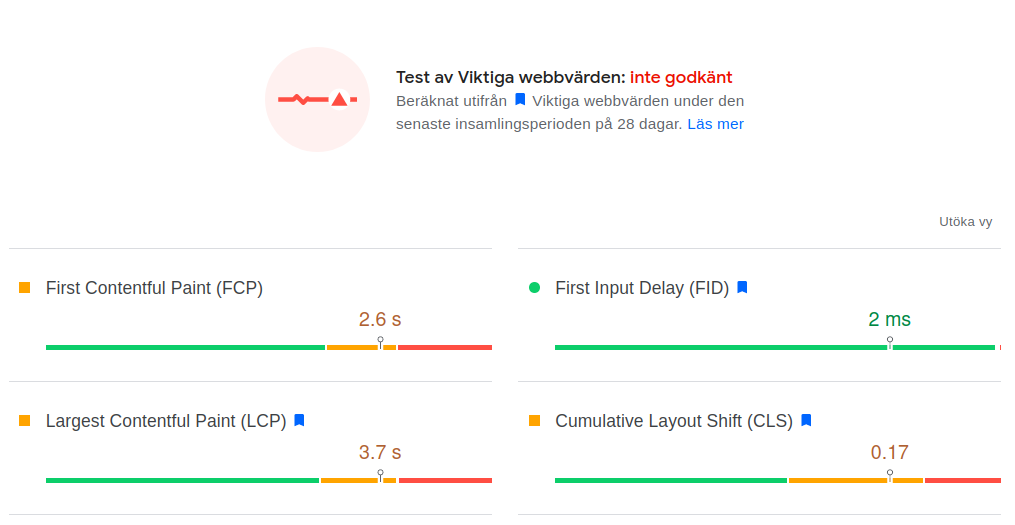 Test av Viktiga webbvärden: inte godkänt
Beräknat utifrån Viktiga webbvärden under den
senaste insamlingsperioden på 28 dagar. Läs mer
Utöka vy
First Contentful Paint (FCP)
2.6 s
First Input Delay (FID)
2 ms
Largest Contentful Paint (LCP)
3.7 s
Cumulative Layout Shift (CLS)
0.17